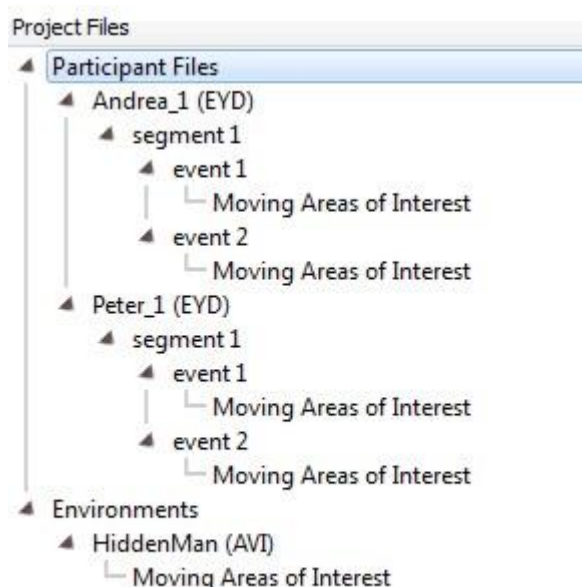 Project Files
Participant Files
Andrea_1 (EYD)
segment 1
event 1
Moving Areas of Interest
event 2
Moving Areas of Interest
Peter_1 (EYD)
segment 1
event 1
Moving Areas of Interest
event 2
Moving Areas of Interest
Environments
HiddenMan (AVI)
Moving Areas of Interest